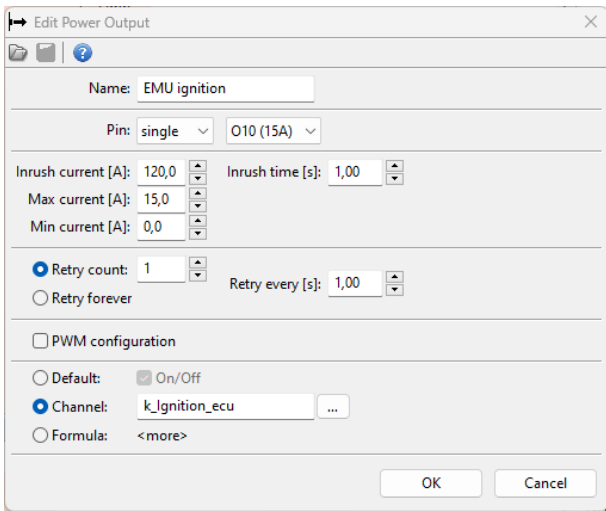 Edit Power Output
Name: EMU ignition
Pin: single O10 (15A)
Inrush current [A]: 120,0 Inrush time [s]: 1,00
Max current [A]: 15,0
Min current [A]: 0,0
Retry count: 1
Retry every [s]: 1,00
Retry forever
PWM configuration
Default: On/Off
Channel: k_Ignition_ecu ...
Formula: <more>
OK Cancel